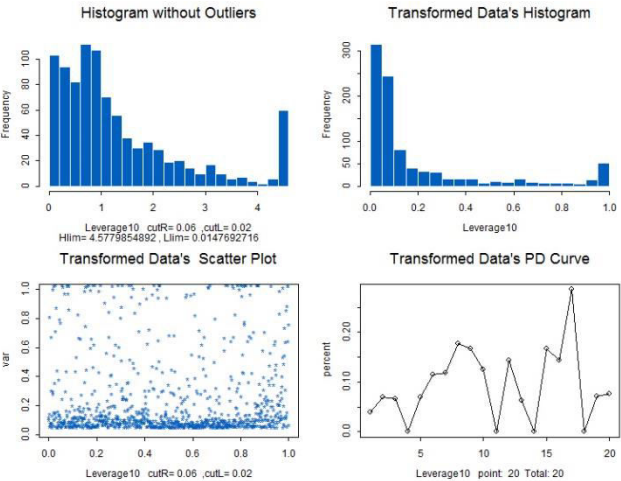 Histogram without Outliers
Frequency
100
80
60
40
20
0
0 1 2 3 4
Leverage10 cutR= 0.06 ,cutL= 0.02
Hlim= 4.5779854892 , Llim= 0.0147692716
Transformed Data's Histogram
Frequency
300
200
150
50
0
0.0 0.2 0.4 0.6 0.8 1.0
Leverage10
Transformed Data's Scatter Plot
var
1.0
0.8
0.6
0.4
0.2
0.0
0.0 0.2 0.4 0.6 0.8 1.0
Leverage10 cutR= 0.06 ,cutL= 0.02
Transformed Data's PD Curve
percent
0.20
0.10
0.0
5 10 15 20
Leverage10 point: 20 Total: 20